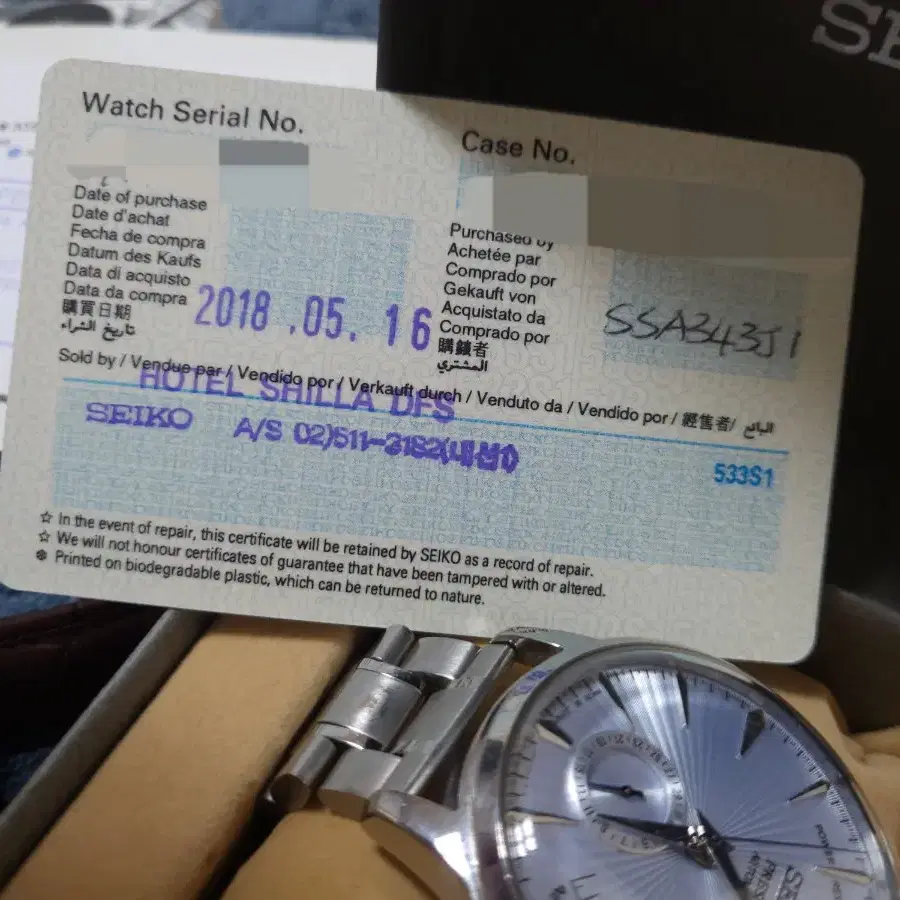 SE
Watch Serial No.
Case No.
Date of purchase
Date d'achat
Fecha de compra
Datum des Kaufs
Data di acquisto
Data da compra
購買日期
تاريخ الشراء
2018 .05. 16
Purchased by
Achetée par
Comprado por
Gekauft von
Acquistato da
Comprado por
購錶者
المشتري
SSA343J1
Sold by / Vendue par / Vendido por / Verkauft durch / Venduto da / Vendido por / 經售者 / البائع
HOTEL SHILLA DFS
SEIKO A/S 02)511-3182(내선1)
533S1
☆ In the event of repair, this certificate will be retained by SEIKO as a record of repair.
☆ We will not honour certificates of guarantee that have been tampered with or altered.
❁ Printed on biodegradable plastic, which can be returned to nature.
SE
PRES